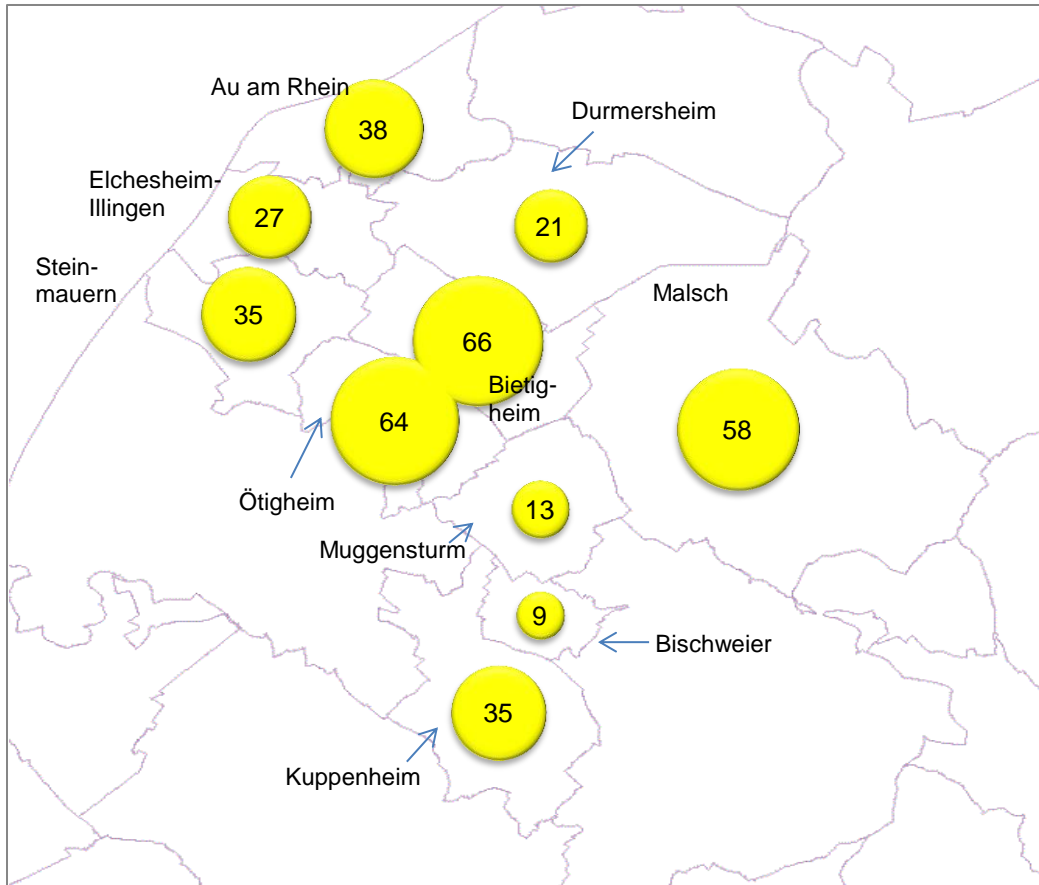 Au am Rhein
38
Durmersheim
Elchesheim-
Illingen
27
21
Stein-
mauern
35
Malsch
66
Bietig-
heim
64
58
Ötigheim
13
Muggensturm
9
Bischweier
35
Kuppenheim